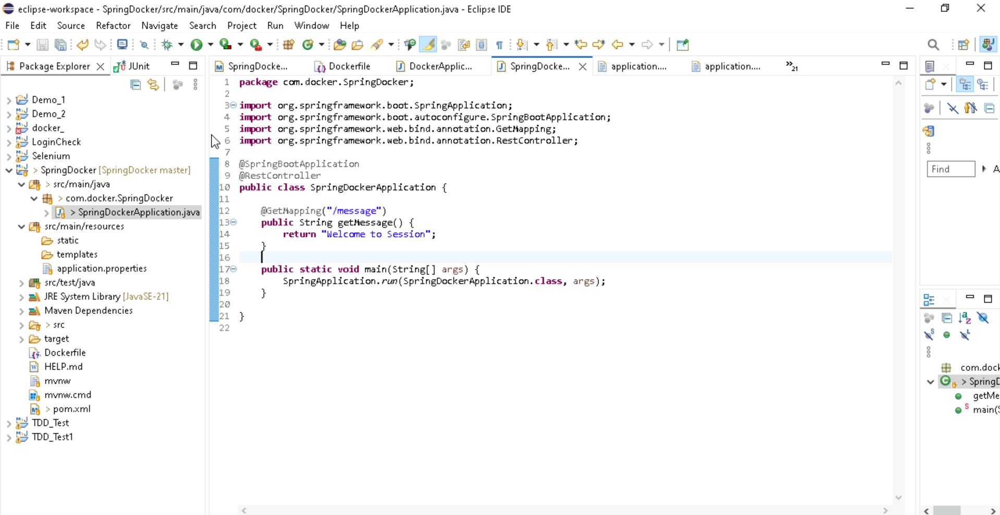 eclipse-workspace - SpringDocker/src/main/java/com/docker/SpringDocker/SpringDockerApplication.java - Eclipse IDE
File Edit Source Refactor Navigate Search Project Run Window Help
Package Explorer
JUnit
Demo_1
Demo_2
docker_
LoginCheck
Selenium
> SpringDocker [SpringDocker master]
> src/main/java
> com.docker.SpringDocker
> SpringDockerApplication.java
src/main/resources
static
templates
application.properties
src/test/java
JRE System Library [JavaSE-21]
Maven Dependencies
> src
target
Dockerfile
HELP.md
mvnw
mvnw.cmd
> pom.xml
TDD_Test
TDD_Test1
SpringDocke...
Dockerfile
DockerApplic...
SpringDocke...
application....
application....
»21
1 package com.docker.SpringDocker;
2
3 import org.springframework.boot.SpringApplication;
4 import org.springframework.boot.autoconfigure.SpringBootApplication;
5 import org.springframework.web.bind.annotation.GetMapping;
6 import org.springframework.web.bind.annotation.RestController;
7
8 @SpringBootApplication
9 @RestController
10 public class SpringDockerApplication {
11
12 @GetMapping("/message")
13 public String getMessage() {
14 return "Welcome to Session";
15 }
16
17 public static void main(String[] args) {
18 SpringApplication.run(SpringDockerApplication.class, args);
19 }
20
21 }
22
Find
A
com.dock
> SpringD
getMe
main(S